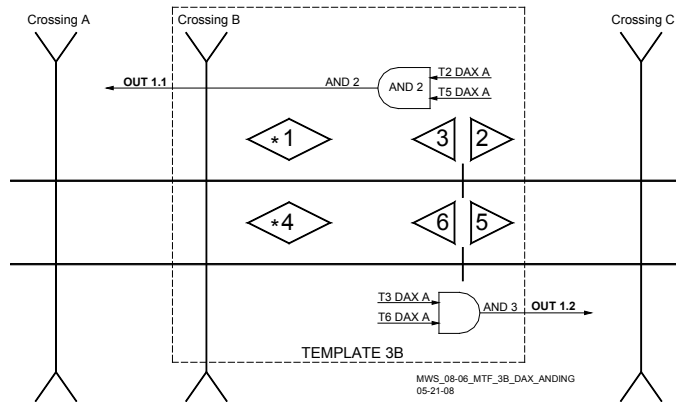 Crossing A
Crossing B
Crossing C
OUT 1.1
AND 2
AND 2
T2 DAX A
T5 DAX A
*1
3
2
*4
6
5
T3 DAX A
T6 DAX A
AND 3
OUT 1.2
TEMPLATE 3B
MWS_08-06_MTF_3B_DAX_ANDING
05-21-08